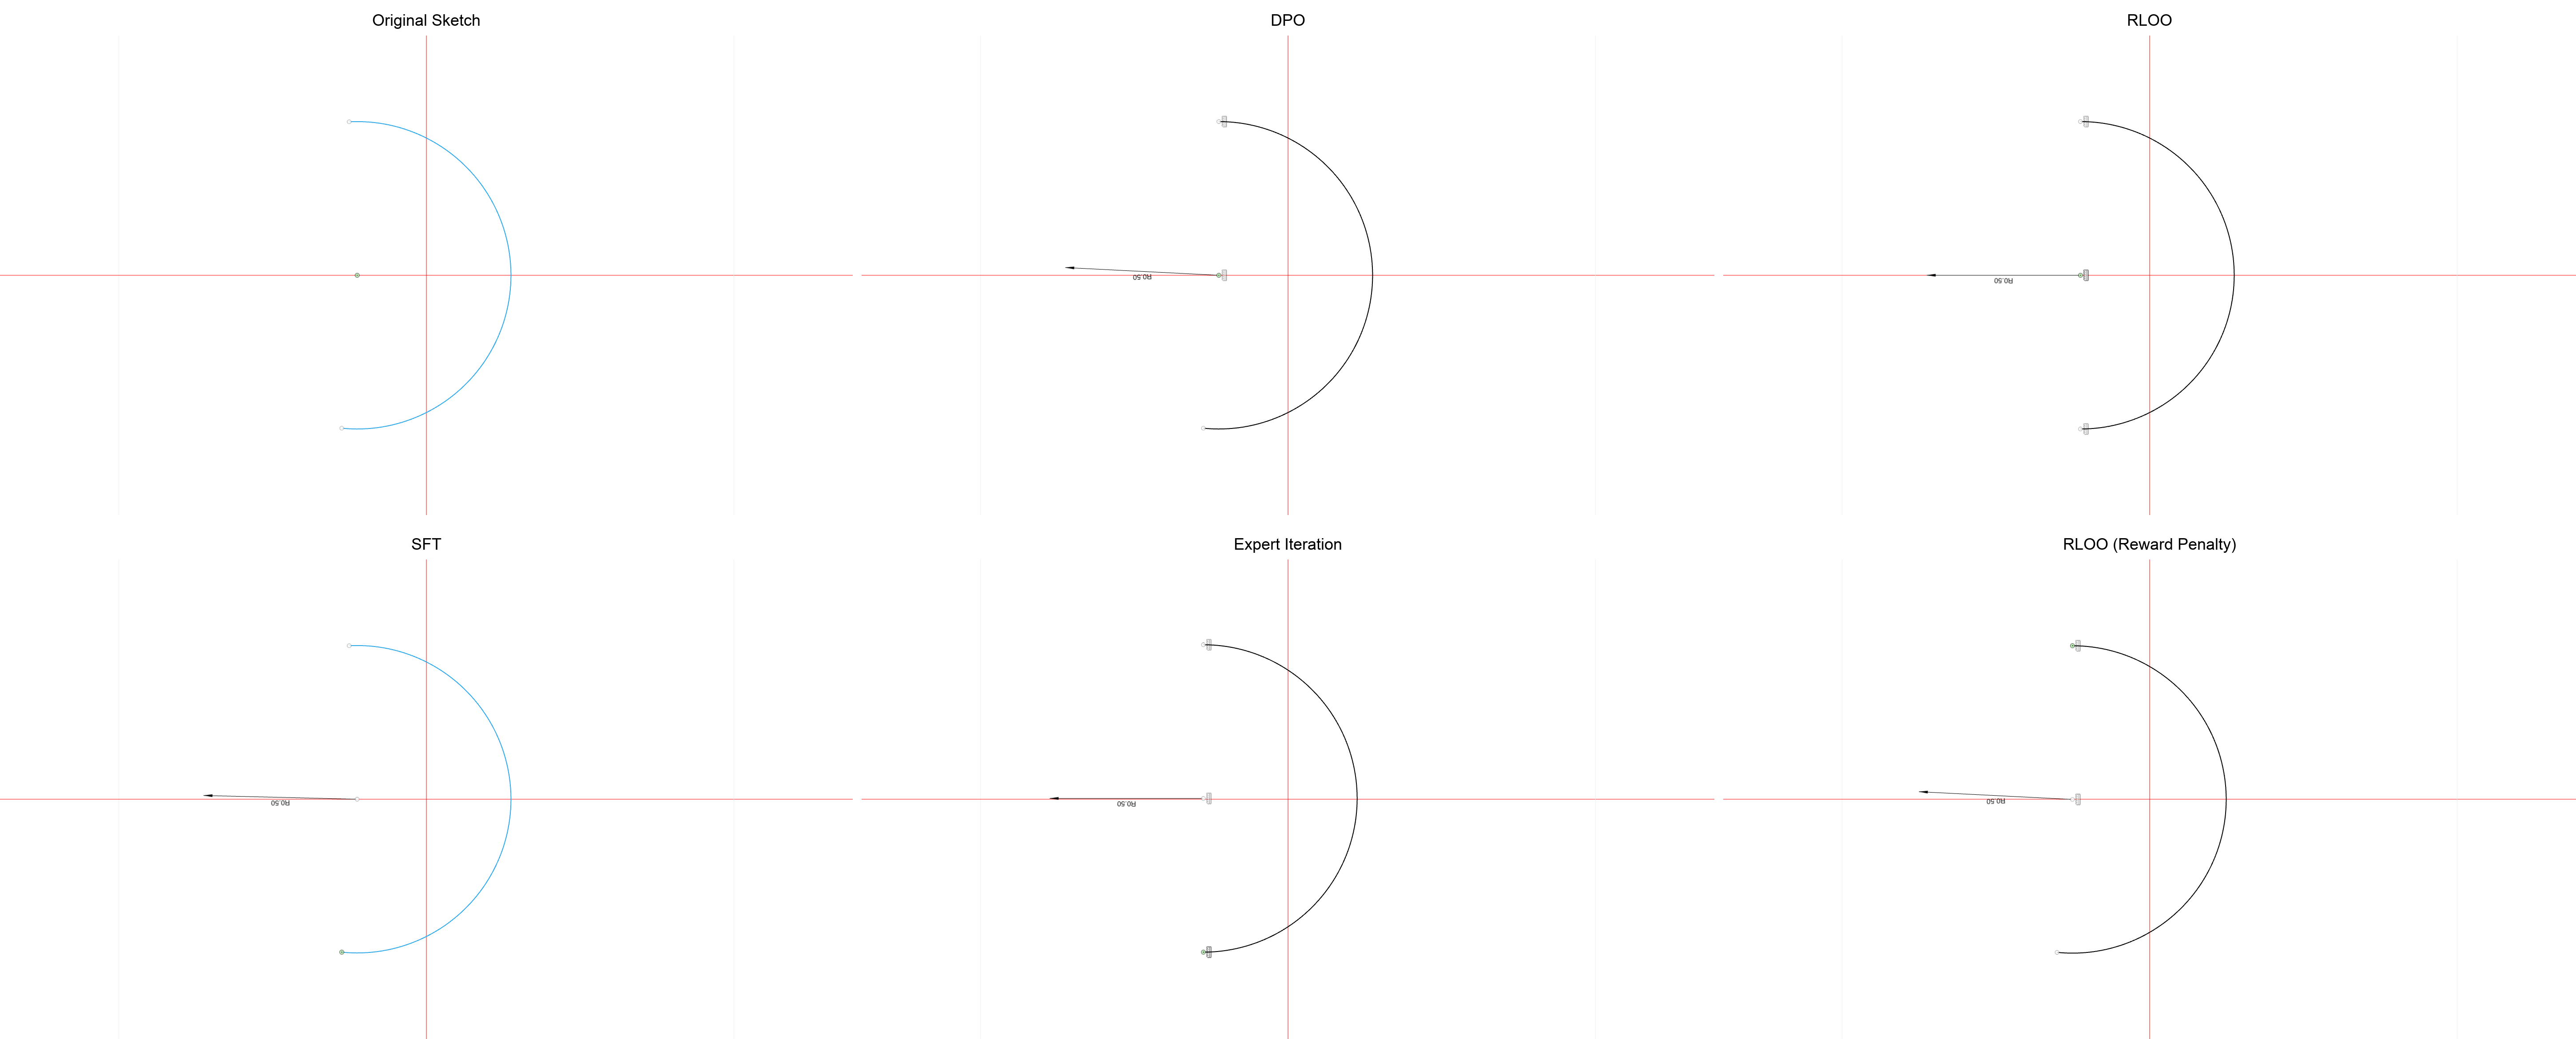 Original Sketch
DPO
RLOO
R0.50
R0.50
SFT
Expert Iteration
RLOO (Reward Penalty)
R0.50
R0.50
R0.50